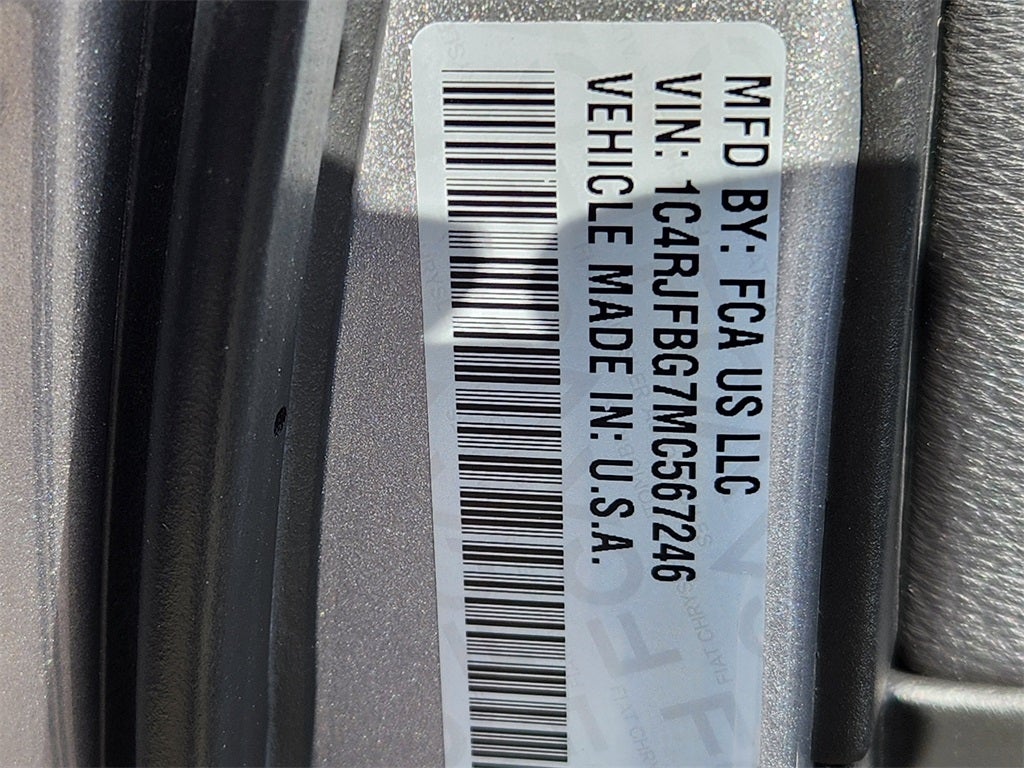 MFD BY: FCA US LLC
VIN: 1C4RJFBG7MC567246
VEHICLE MADE IN: U.S.A.